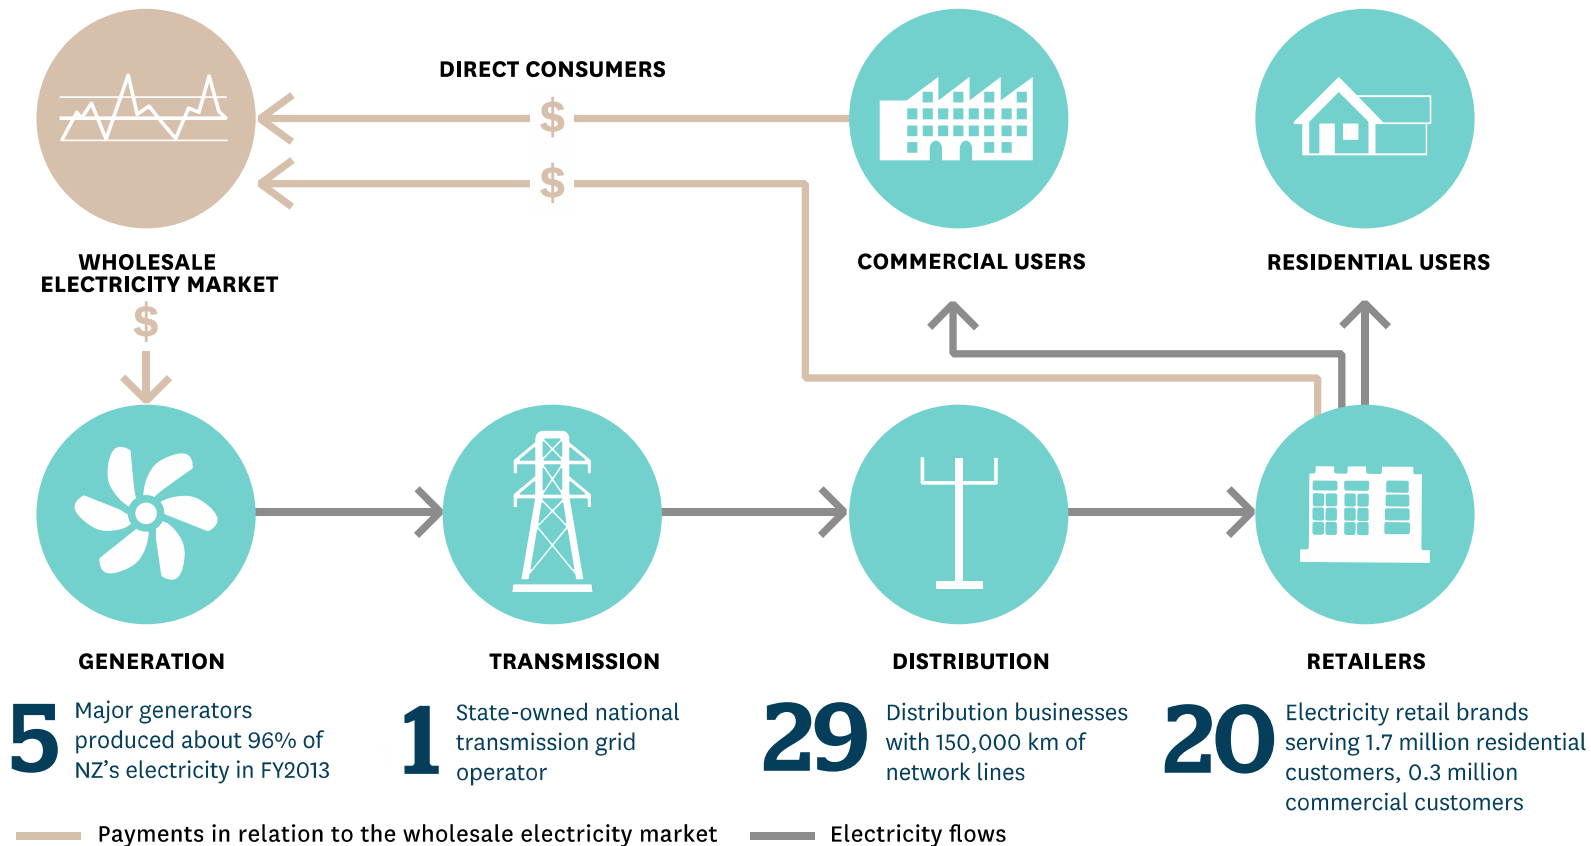 DIRECT CONSUMERS
$
$
WHOLESALE
ELECTRICITY MARKET
$
COMMERCIAL USERS
RESIDENTIAL USERS
GENERATION
5
Major generators
produced about 96% of
NZ's electricity in FY2013
TRANSMISSION
1
State-owned national
transmission grid
operator
DISTRIBUTION
29
Distribution businesses
with 150,000 km of
network lines
RETAILERS
20
Electricity retail brands
serving 1.7 million residential
customers, 0.3 million
commercial customers
Payments in relation to the wholesale electricity market
Electricity flows